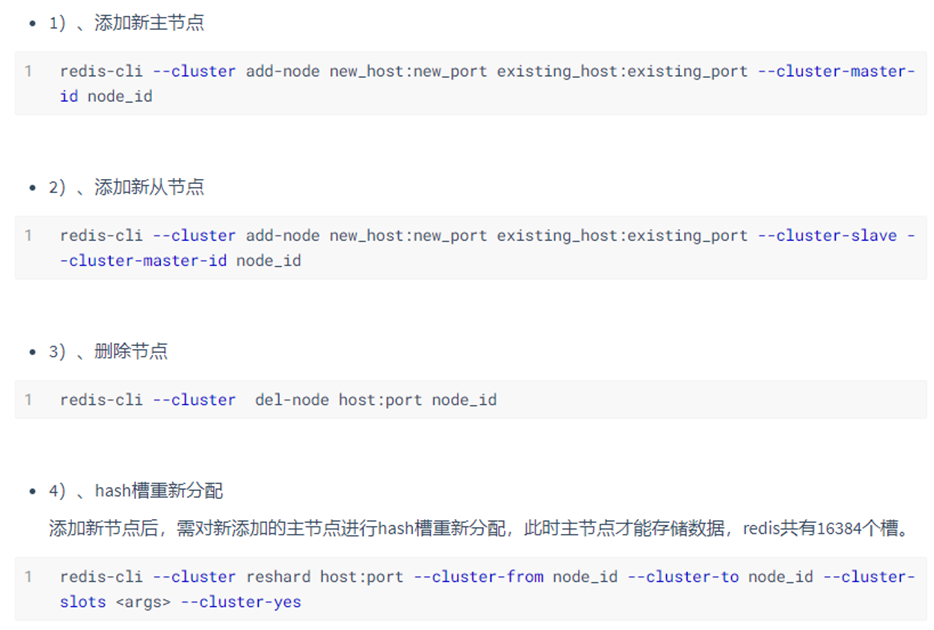 • 1）、添加新主节点
1 redis-cli --cluster add-node new_host:new_port existing_host:existing_port --cluster-master-
id node_id
• 2）、添加新从节点
1 redis-cli --cluster add-node new_host:new_port existing_host:existing_port --cluster-slave -
-cluster-master-id node_id
• 3）、删除节点
1 redis-cli --cluster  del-node host:port node_id
• 4）、hash槽重新分配
添加新节点后，需对新添加的主节点进行hash槽重新分配，此时主节点才能存储数据，redis共有16384个槽。
1 redis-cli --cluster reshard host:port --cluster-from node_id --cluster-to node_id --cluster-
slots <args> --cluster-yes